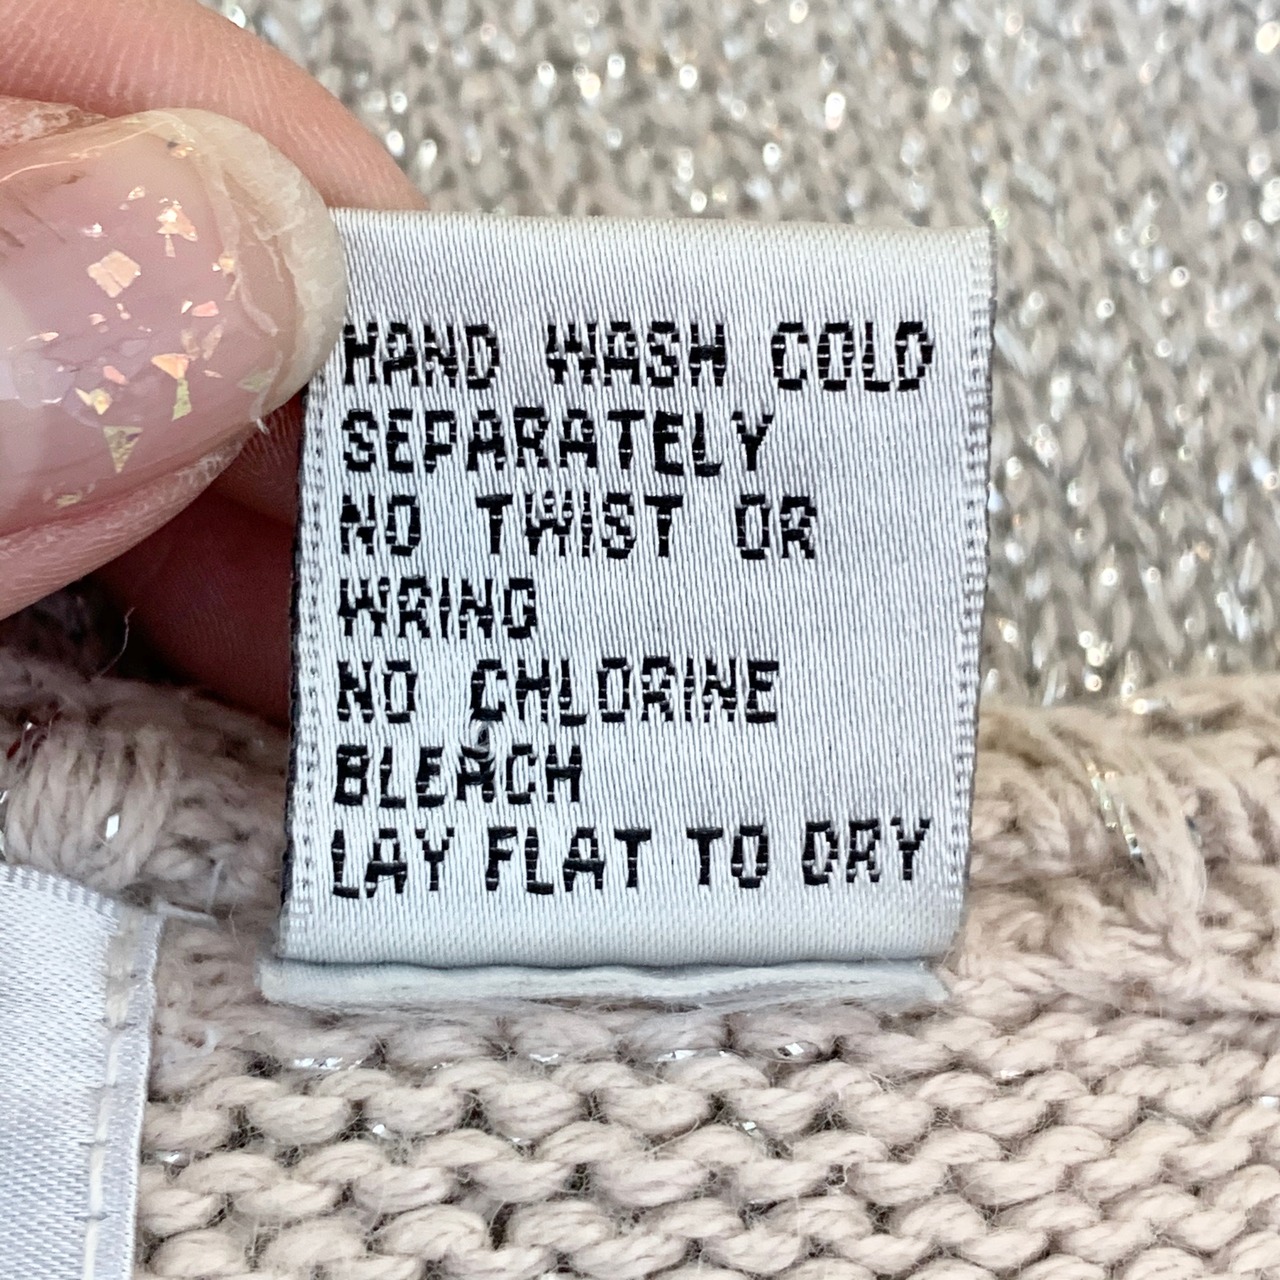 HAND WASH COLD
SEPARATELY
NO TWIST OR
WRING
NO CHLORINE
BLEACH
LAY FLAT TO DRY